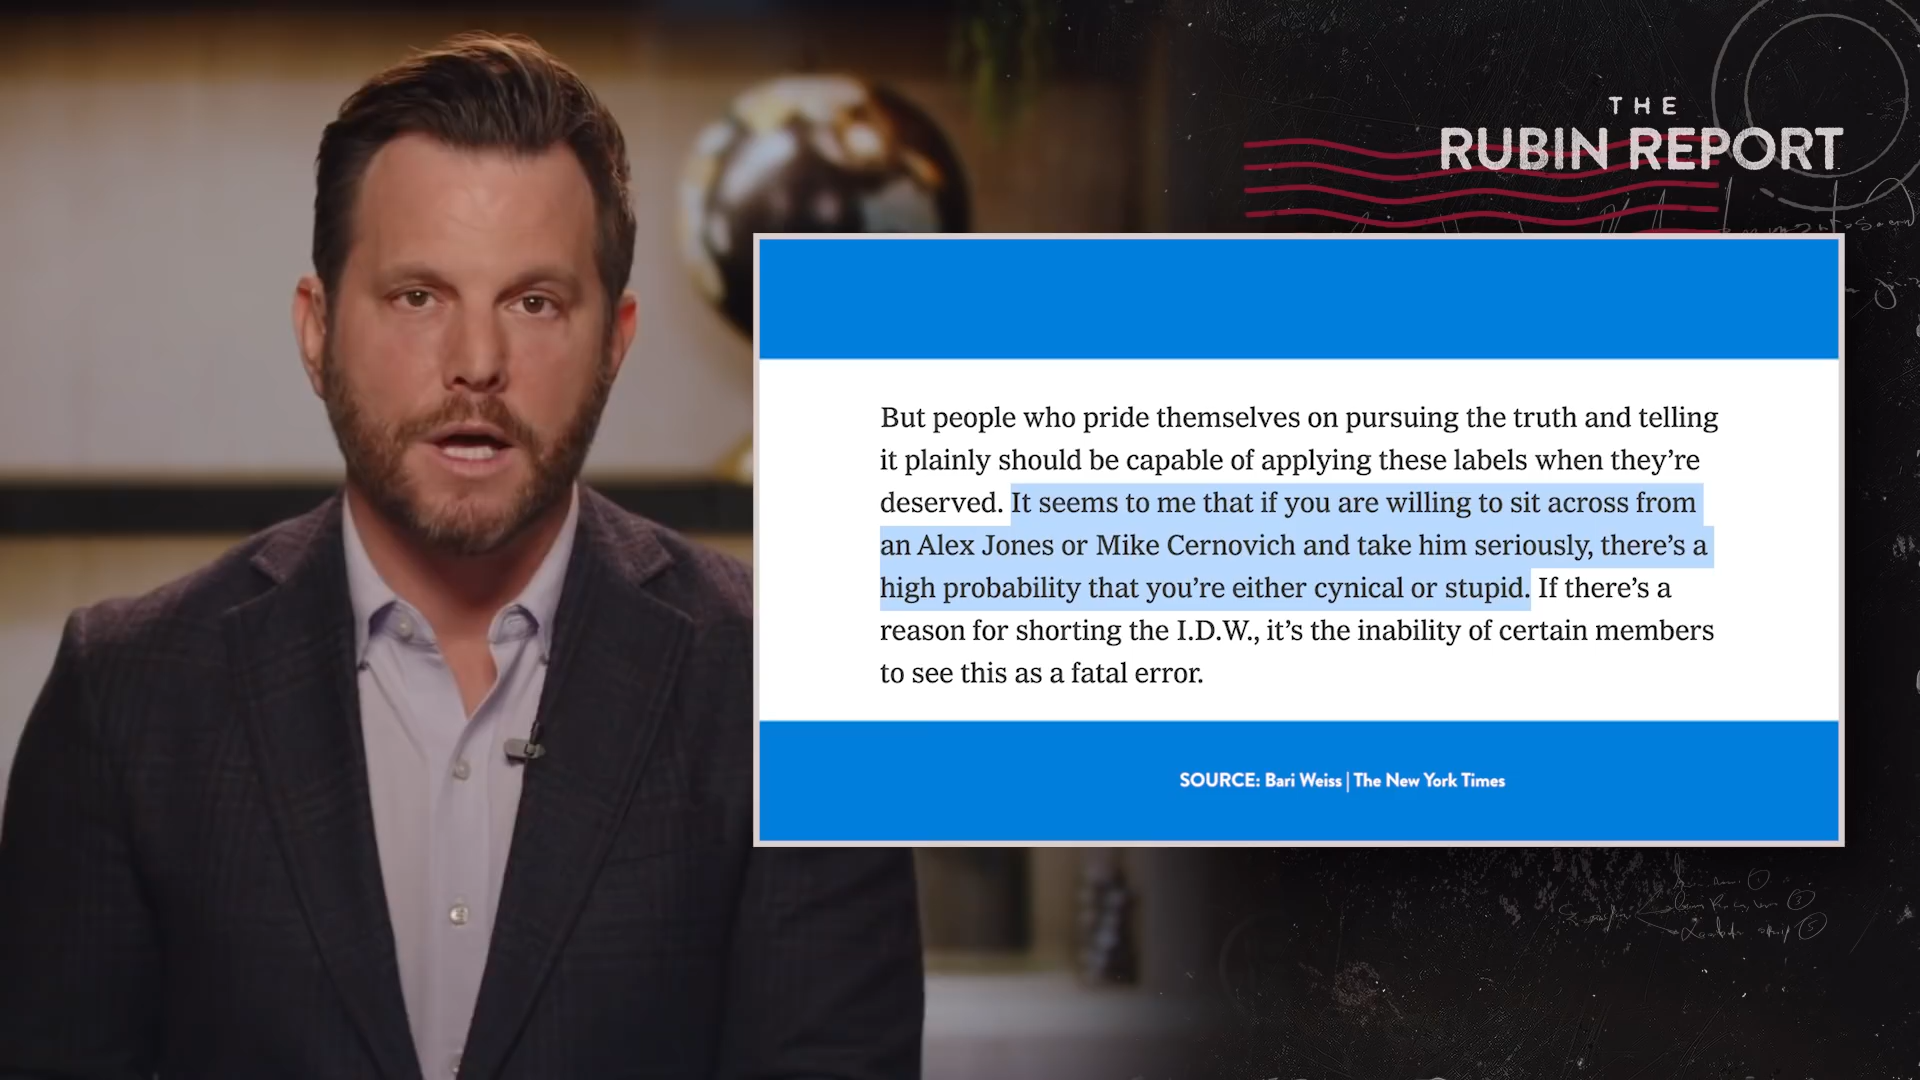 THE
RUBIN REPORT
But people who pride themselves on pursuing the truth and telling
it plainly should be capable of applying these labels when they’re
deserved. It seems to me that if you are willing to sit across from
an Alex Jones or Mike Cernovich and take him seriously, there’s a
high probability that you’re either cynical or stupid. If there’s a
reason for shorting the I.D.W., it’s the inability of certain members
to see this as a fatal error.
SOURCE: Bari Weiss | The New York Times